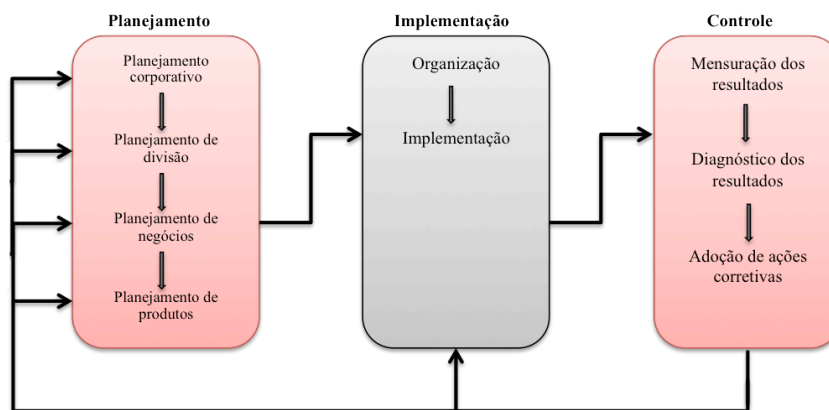 Planejamento
Planejamento
corporativo
Planejamento de
divisão
Planejamento de
negócios
Planejamento de
produtos
Implementação
Organização
Implementação
Controle
Mensuração dos
resultados
Diagnóstico dos
resultados
Adoção de ações
corretivas